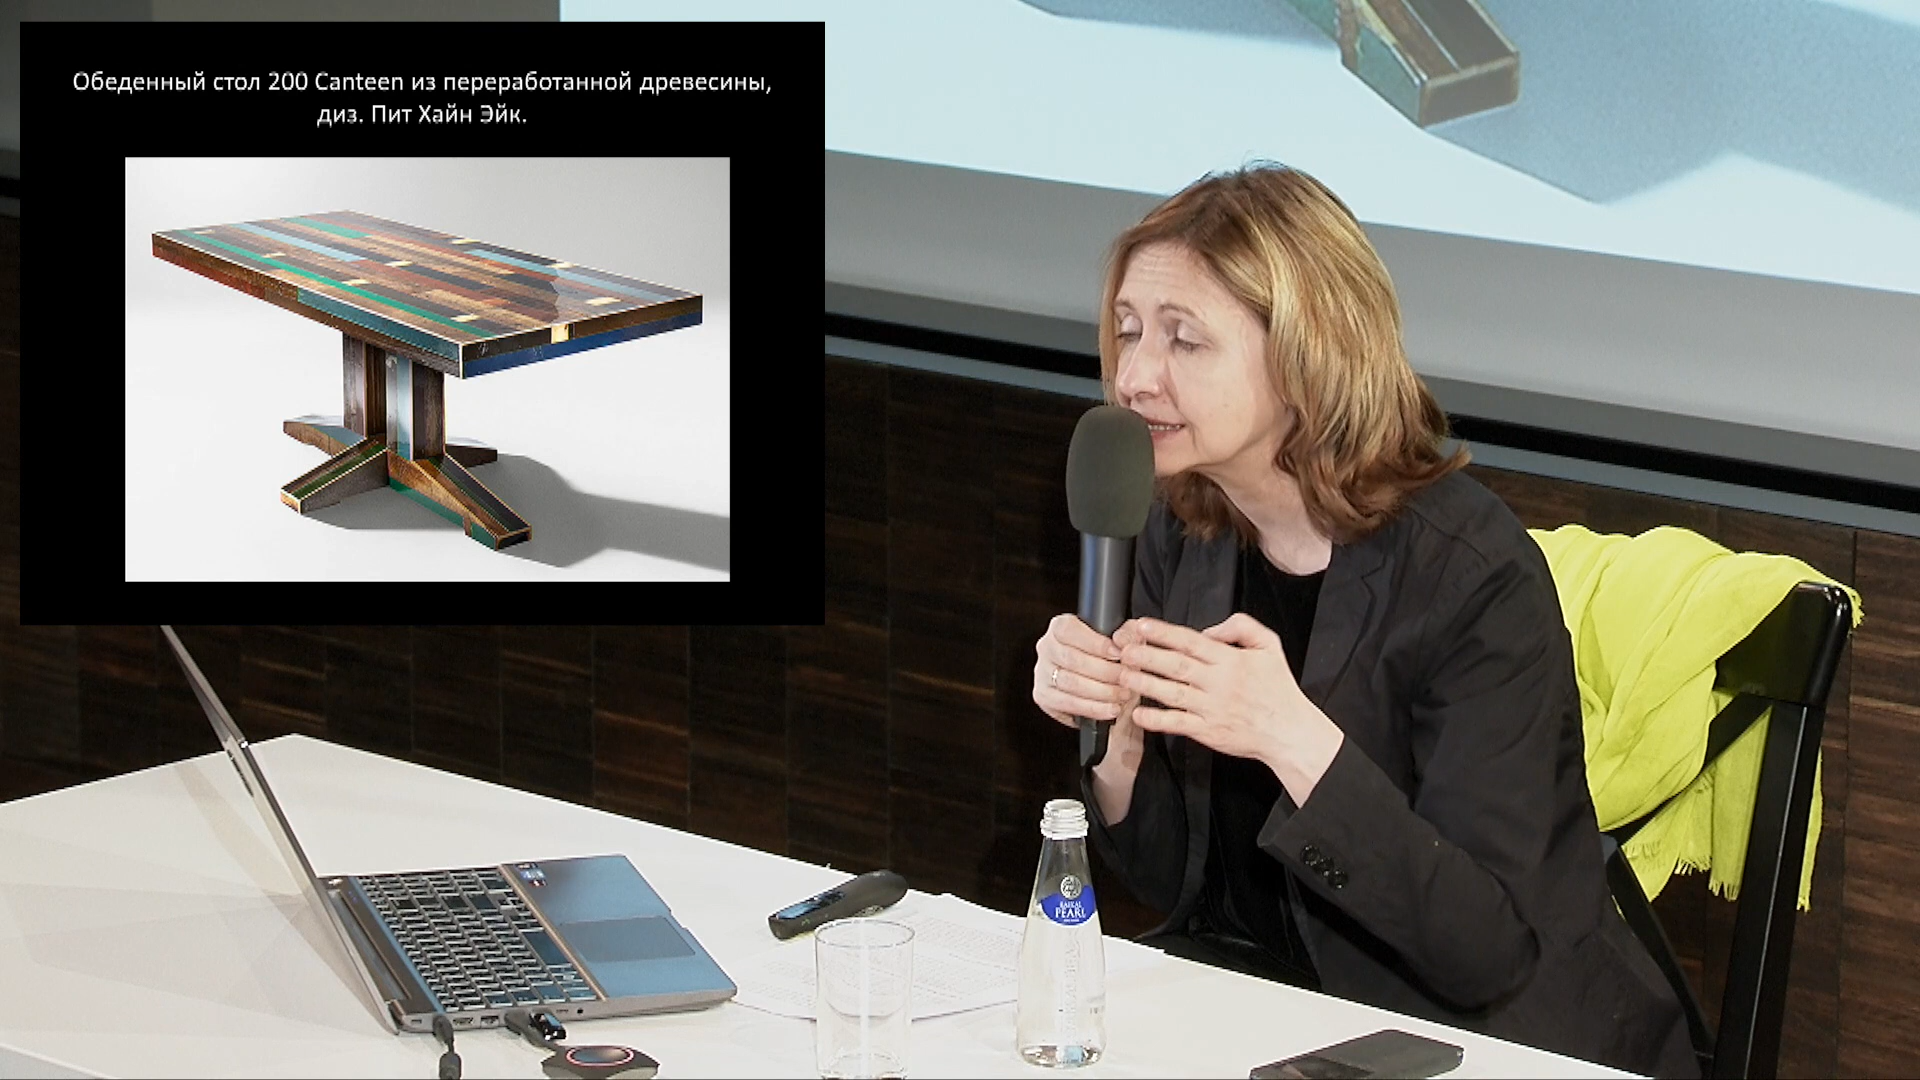 Обеденный стол 200 Canteen из переработанной древесины,
диз. Пит Хайн Эйк.
BAIKAL
PEARL